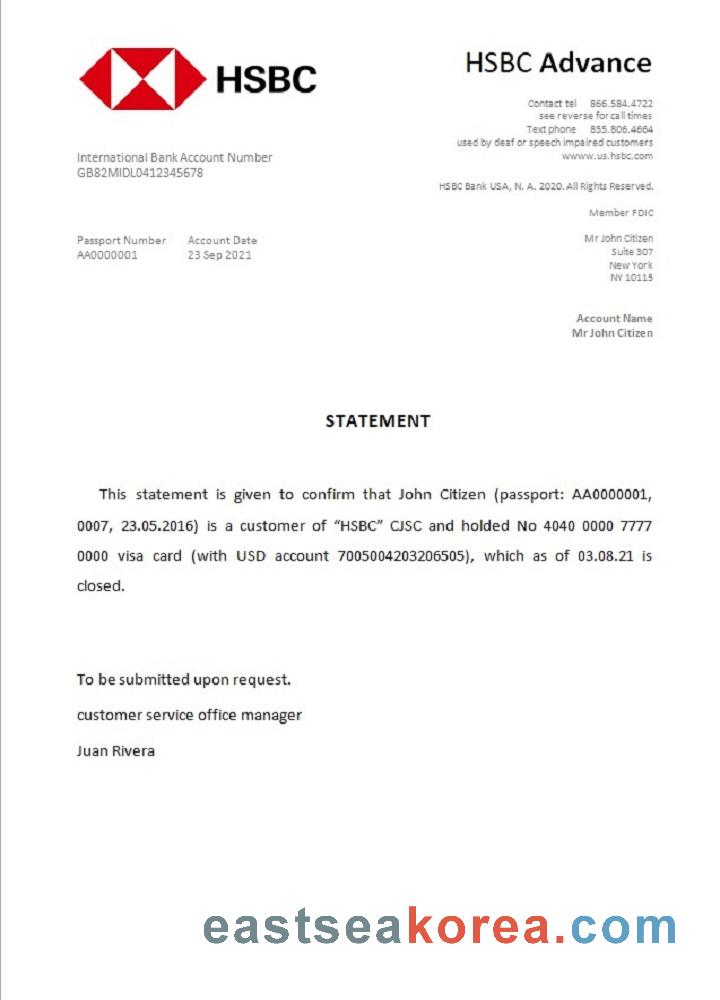 HSBC
HSBC Advance
Contact tel 866.584.4722
see reverse for call times
Text phone 855.806.4664
used by deaf or speech impaired customers
wwww.us.hsbc.com
International Bank Account Number
GB82MIDL0412345678
HSBC Bank USA, N. A. 2020. All Rights Reserved.
Member FDIC
Passport Number Account Date
AA0000001 23 Sep 2021
Mr John Citizen
Suite 307
New York
NY 10115
Account Name
Mr John Citizen
STATEMENT
This statement is given to confirm that John Citizen (passport: AA0000001,
0007, 23.05.2016) is a customer of “HSBC” CJSC and holded No 4040 0000 7777
0000 visa card (with USD account 7005004203206505), which as of 03.08.21 is
closed.
To be submitted upon request.
customer service office manager
Juan Rivera
eastseakorea.com